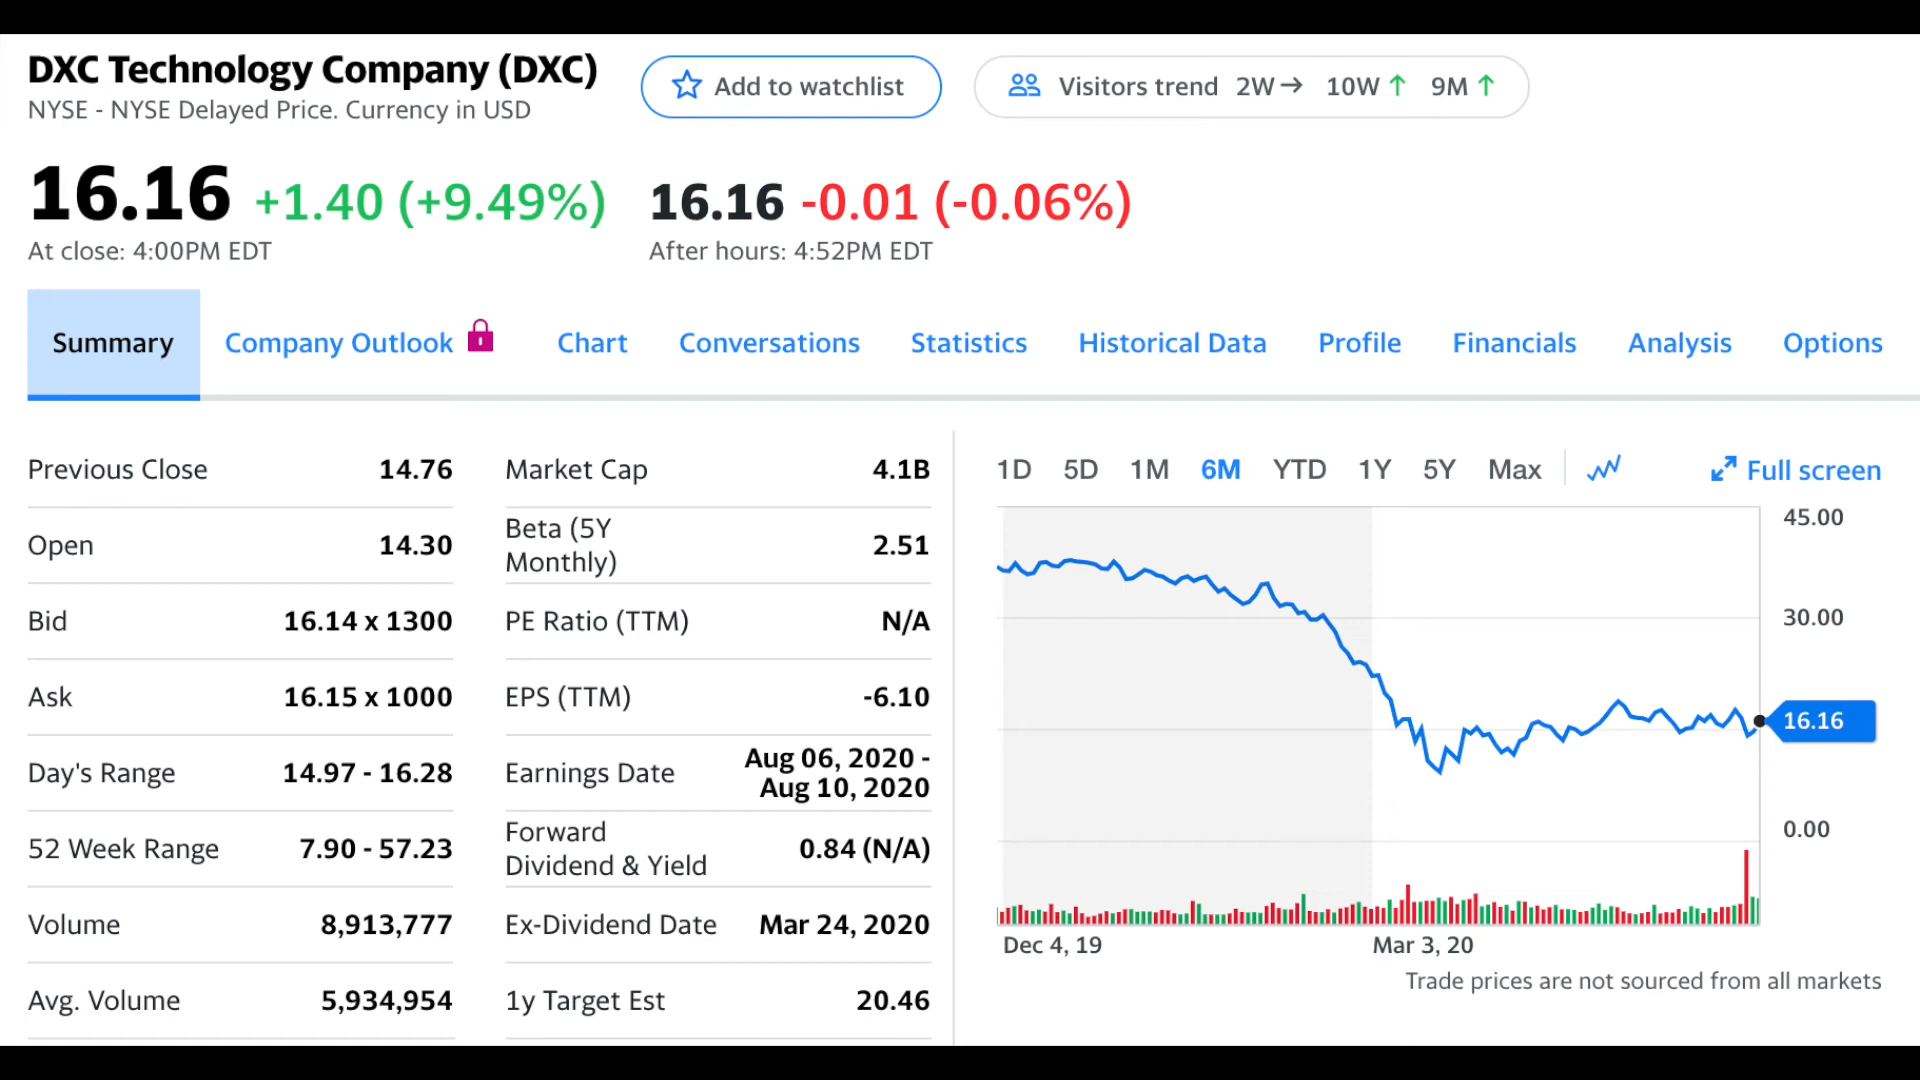 DXC Technology Company (DXC)
NYSE - NYSE Delayed Price. Currency in USD
Add to watchlist
Visitors trend 2W→ 10W↑ 9M↑
16.16 +1.40 (+9.49%)
At close: 4:00PM EDT
16.16 -0.01 (-0.06%)
After hours: 4:52PM EDT
Summary Company Outlook Chart Conversations Statistics Historical Data Profile Financials Analysis Options
Previous Close 14.76
Open 14.30
Bid 16.14 x 1300
Ask 16.15 x 1000
Day's Range 14.97 - 16.28
52 Week Range 7.90 - 57.23
Volume 8,913,777
Avg. Volume 5,934,954
Market Cap 4.1B
Beta (5Y
Monthly) 2.51
PE Ratio (TTM) N/A
EPS (TTM) -6.10
Earnings Date Aug 06, 2020 -
Aug 10, 2020
Forward
Dividend & Yield 0.84 (N/A)
Ex-Dividend Date Mar 24, 2020
1y Target Est 20.46
1D 5D 1M 6M YTD 1Y 5Y Max Full screen
45.00
30.00
16.16
0.00
Dec 4, 19 Mar 3, 20
Trade prices are not sourced from all markets